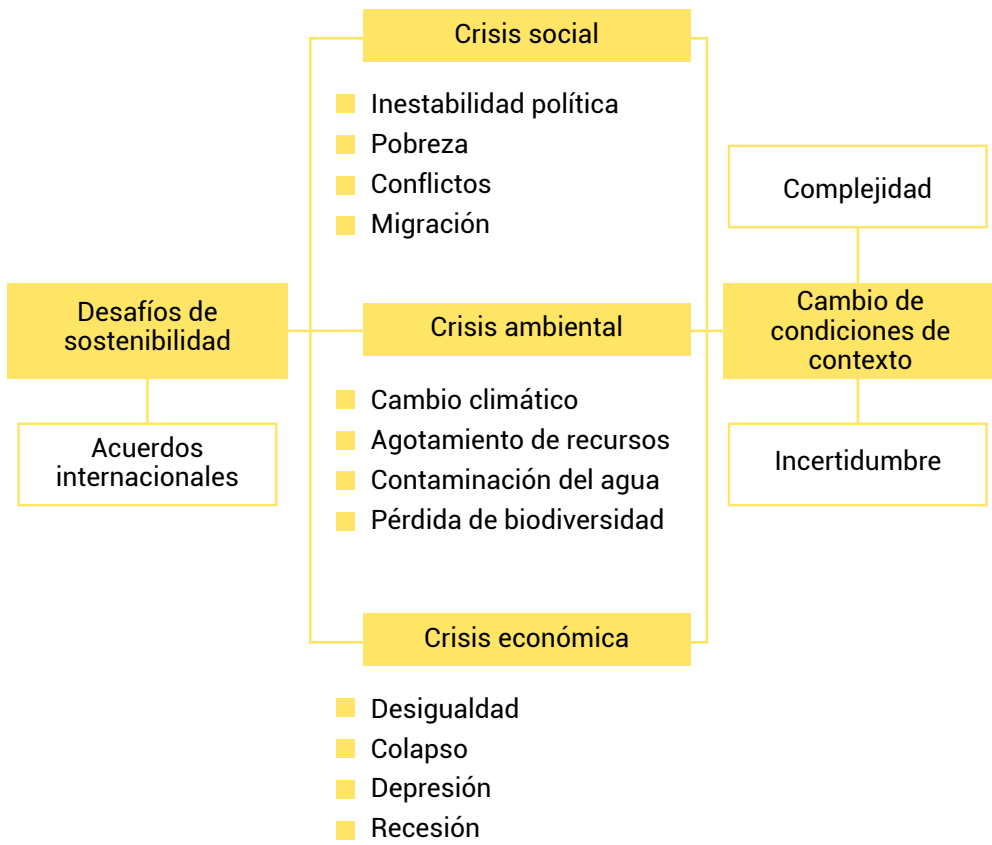 Crisis social
Inestabilidad política
Pobreza
Conflictos
Migración
Complejidad
Desafíos de
sostenibilidad
Crisis ambiental
Cambio de
condiciones de
contexto
Cambio climático
Agotamiento de recursos
Contaminación del agua
Pérdida de biodiversidad
Acuerdos
internacionales
Incertidumbre
Crisis económica
Desigualdad
Colapso
Depresión
Recesión